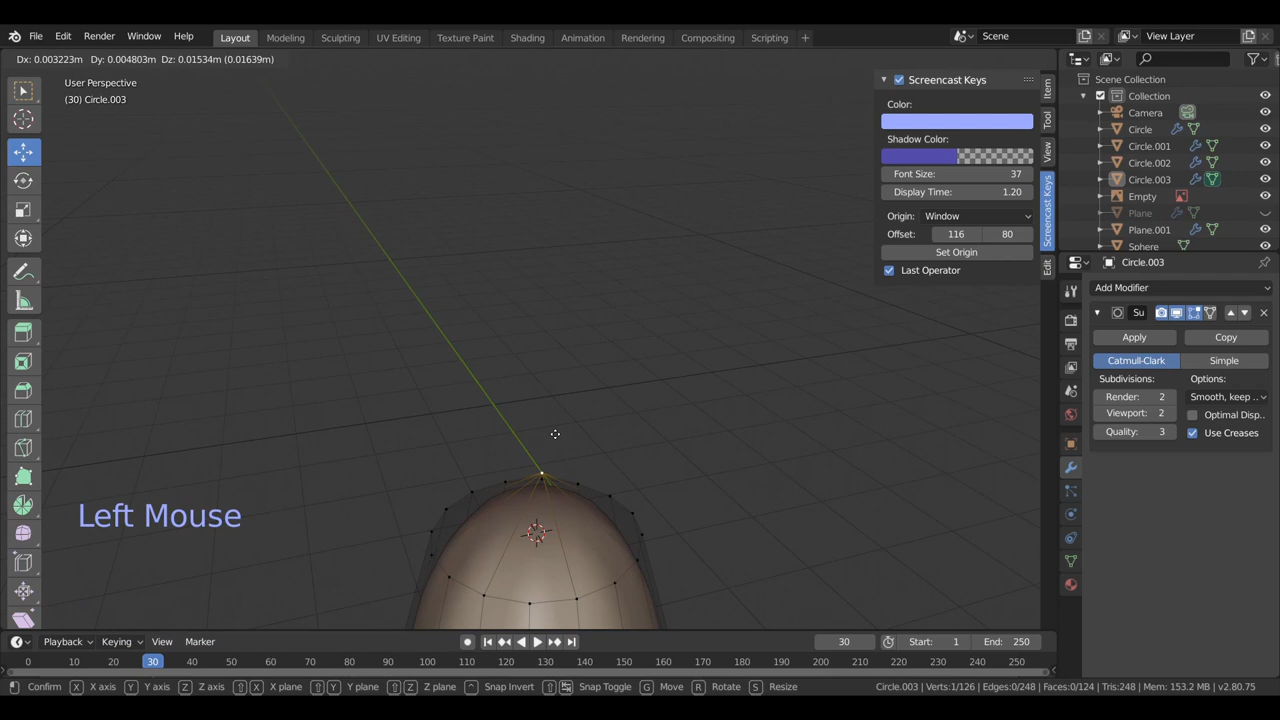 File Edit Render Window Help Layout Modeling Sculpting UV Editing Texture Paint Shading Animation Rendering Compositing Scripting + Scene View Layer
Dx: 0.003223m Dy: 0.004803m Dz: 0.01534m (0.01639m)
User Perspective
(30) Circle.003
Screencast Keys
Color:
Shadow Color:
Font Size: 37
Display Time: 1.20
Origin: Window
Offset: 116 80
Set Origin
Last Operator
Item
Tool
View
Screencast Keys
Edit
Scene Collection
Collection
Camera
Circle
Circle.001
Circle.002
Circle.003
Empty
Plane
Plane.001
Sphere
Circle.003
Add Modifier
Su
Apply Copy
Catmull-Clark Simple
Subdivisions: Options:
Render: 2 Smooth, keep ..
Viewport: 2 Optimal Disp..
Quality: 3 Use Creases
Left Mouse
Playback Keying View Marker 30 Start: 1 End: 250
0 10 20 30 40 50 60 70 80 90 100 110 120 130 140 150 160 170 180 190 200 210 220 230 240 250
Confirm X X axis Y Y axis Z Z axis X X plane Y Y plane Z Z plane Snap Invert Snap Toggle G Move R Rotate S Resize Circle.003 | Verts:1/126 | Edges:0/248 | Faces:0/124 | Tris:248 | Mem: 153.2 MB | v2.80.75